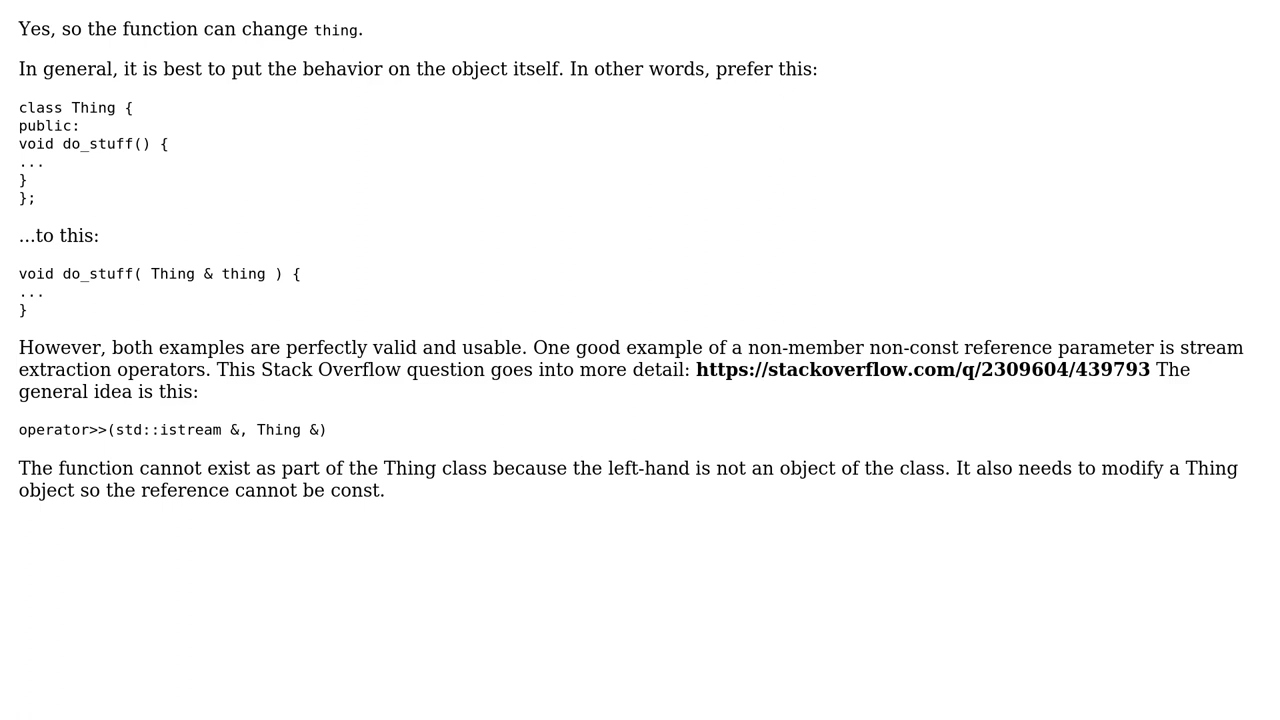 Yes, so the function can change thing.
In general, it is best to put the behavior on the object itself. In other words, prefer this:
class Thing {
public:
void do_stuff() {
...
}
};
...to this:
void do_stuff( Thing & thing ) {
...
}
However, both examples are perfectly valid and usable. One good example of a non-member non-const reference parameter is stream
extraction operators. This Stack Overflow question goes into more detail: https://stackoverflow.com/q/2309604/439793 The
general idea is this:
operator>>(std::istream &, Thing &)
The function cannot exist as part of the Thing class because the left-hand is not an object of the class. It also needs to modify a Thing
object so the reference cannot be const.